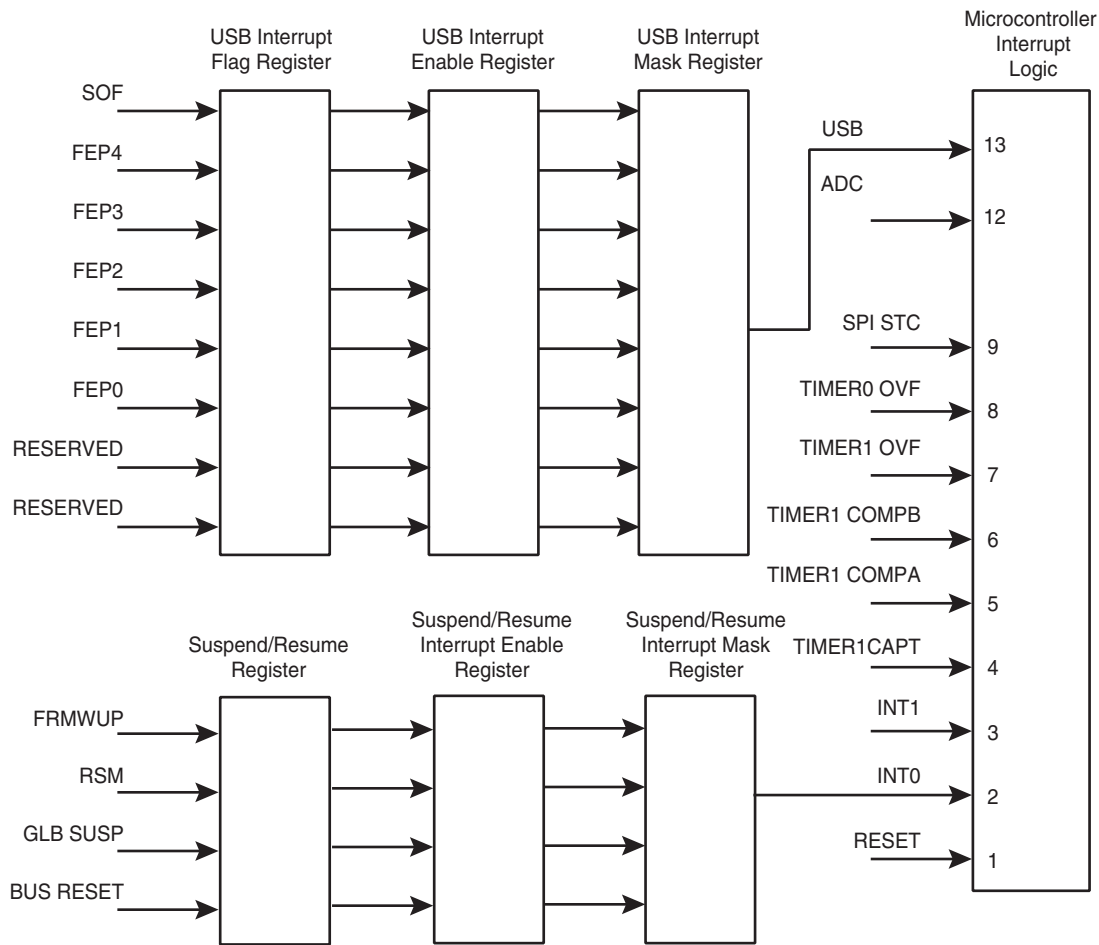 USB Interrupt
Flag Register
USB Interrupt
Enable Register
USB Interrupt
Mask Register
Microcontroller
Interrupt
Logic
SOF
FEP4
FEP3
FEP2
FEP1
FEP0
RESERVED
RESERVED
USB
13
ADC
12
SPI STC
9
TIMER0 OVF
8
TIMER1 OVF
7
TIMER1 COMPB
6
TIMER1 COMPA
5
TIMER1CAPT
4
INT1
3
INT0
2
RESET
1
Suspend/Resume
Register
Suspend/Resume
Interrupt Enable
Register
Suspend/Resume
Interrupt Mask
Register
FRMWUP
RSM
GLB SUSP
BUS RESET